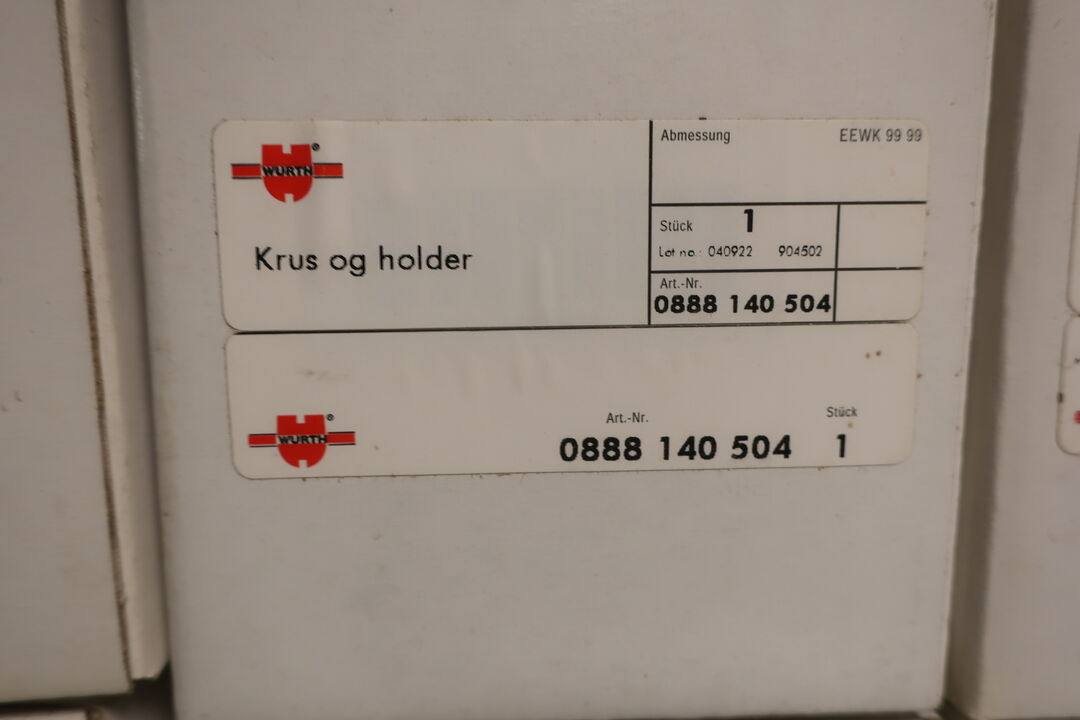 WÜRTH®
Krus og holder
Abmessung EEWK 99 99
Stück 1
Lot no.: 040922 904502
Art.-Nr.
0888 140 504
WÜRTH®
Art.-Nr. Stück
0888 140 504 1